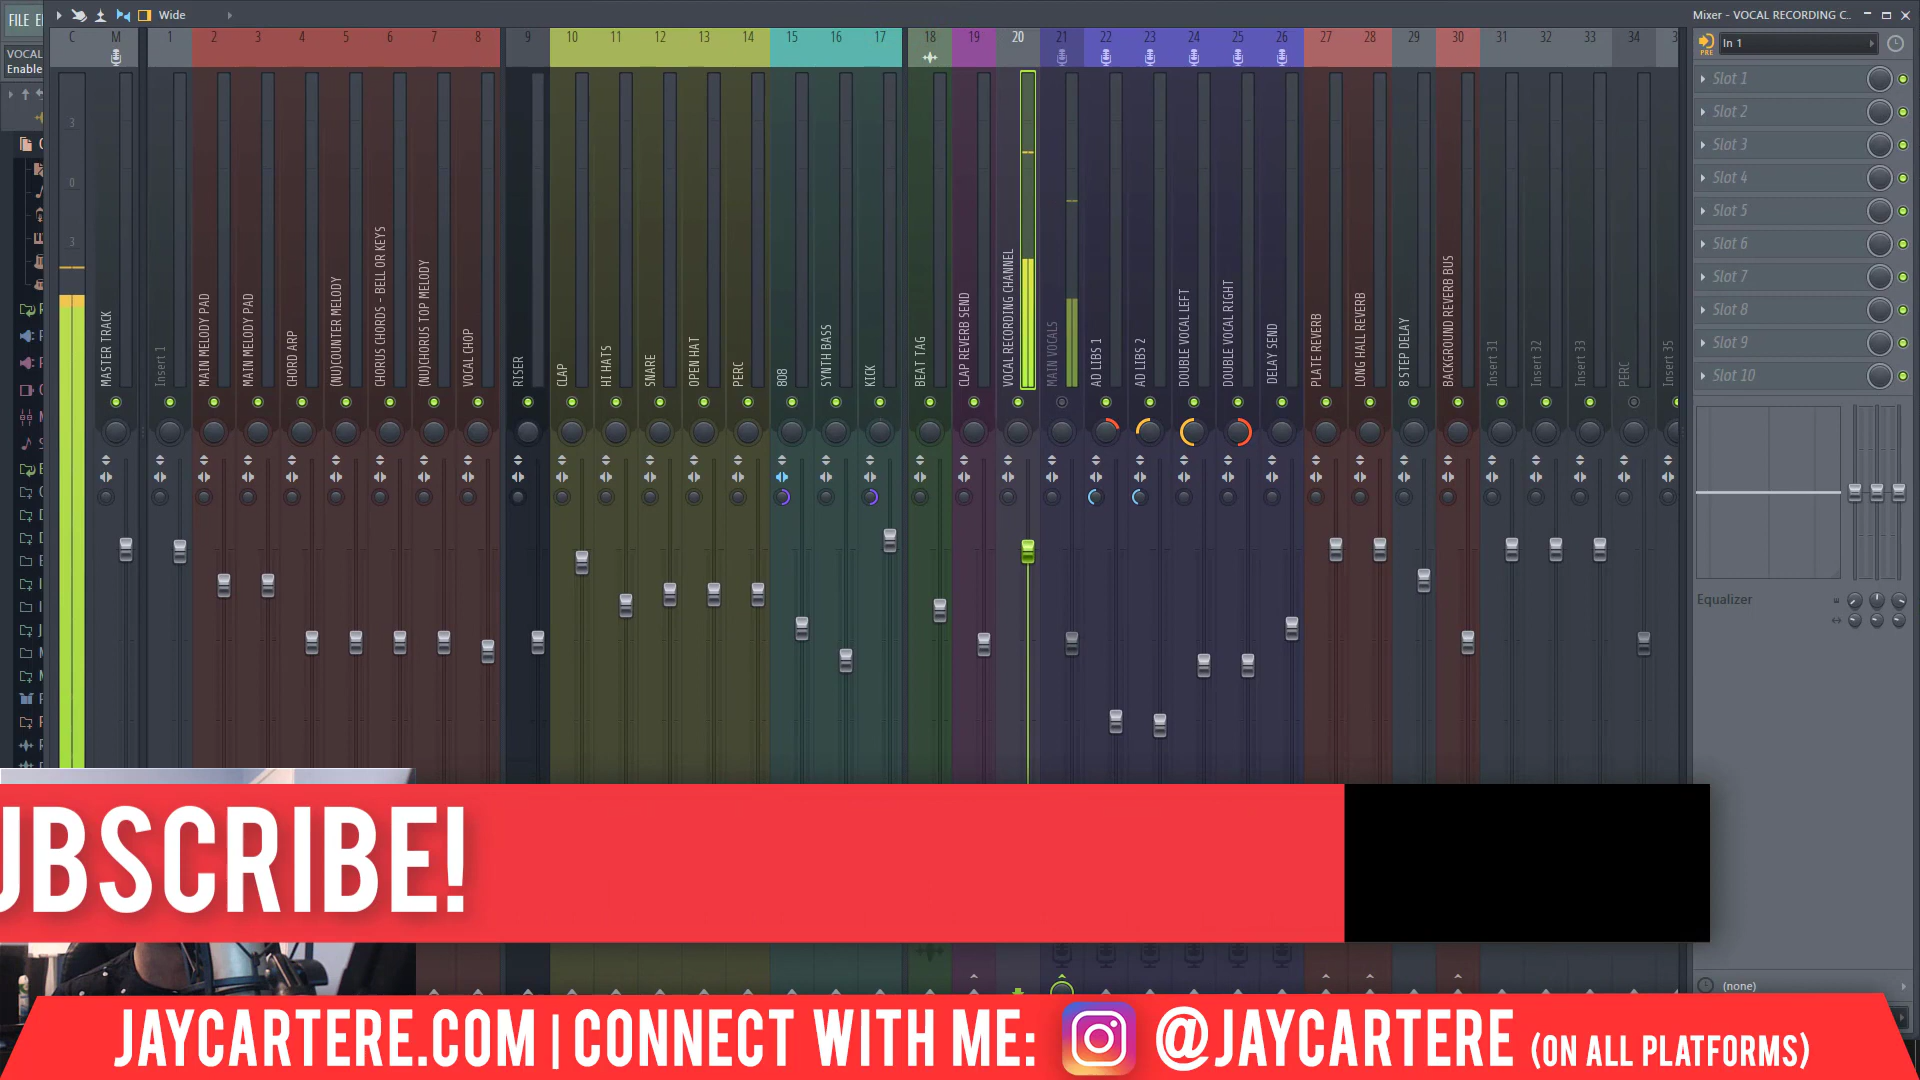 FILE
Wide
Mixer - VOCAL RECORDING C..
VOCAL
Enable
C M 1 2 3 4 5 6 7 8 9 10 11 12 13 14 15 16 17 18 19 20 21 22 23 24 25 26 27 28 29 30 31 32 33 34
3
0
3
MASTER TRACK
Insert 1
MAIN MELODY PAD
MAIN MELODY PAD
CHORD ARP
(NU)COUNTER MELODY
CHORUS CHORDS - BELL OR KEYS
(NU)CHORUS TOP MELODY
VOCAL CHOP
RISER
CLAP
HI HATS
SNARE
OPEN HAT
PERC
808
SYNTH BASS
KICK
BEAT TAG
CLAP REVERB SEND
VOCAL RECORDING CHANNEL
MAIN VOCALS
AD LIBS 1
AD LIBS 2
DOUBLE VOCAL LEFT
DOUBLE VOCAL RIGHT
DELAY SEND
PLATE REVERB
LONG HALL REVERB
8 STEP DELAY
BACKGROUND REVERB BUS
Insert 31
Insert 32
Insert 33
PERC
Insert 35
PRE
In 1
Slot 1
Slot 2
Slot 3
Slot 4
Slot 5
Slot 6
Slot 7
Slot 8
Slot 9
Slot 10
Equalizer
(none)
UBSCRIBE!
JAYCARTERE.COM | CONNECT WITH ME: @JAYCARTERE (ON ALL PLATFORMS)